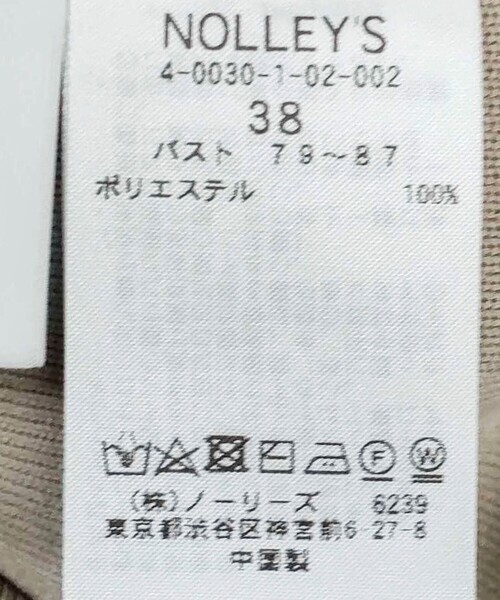 NOLLEY'S
4-0030-1-02-002
38
バスト 79～87
ポリエステル 100%
F W
(株)ノーリーズ 6239
東京都渋谷区神宮前6-27-8
中国製